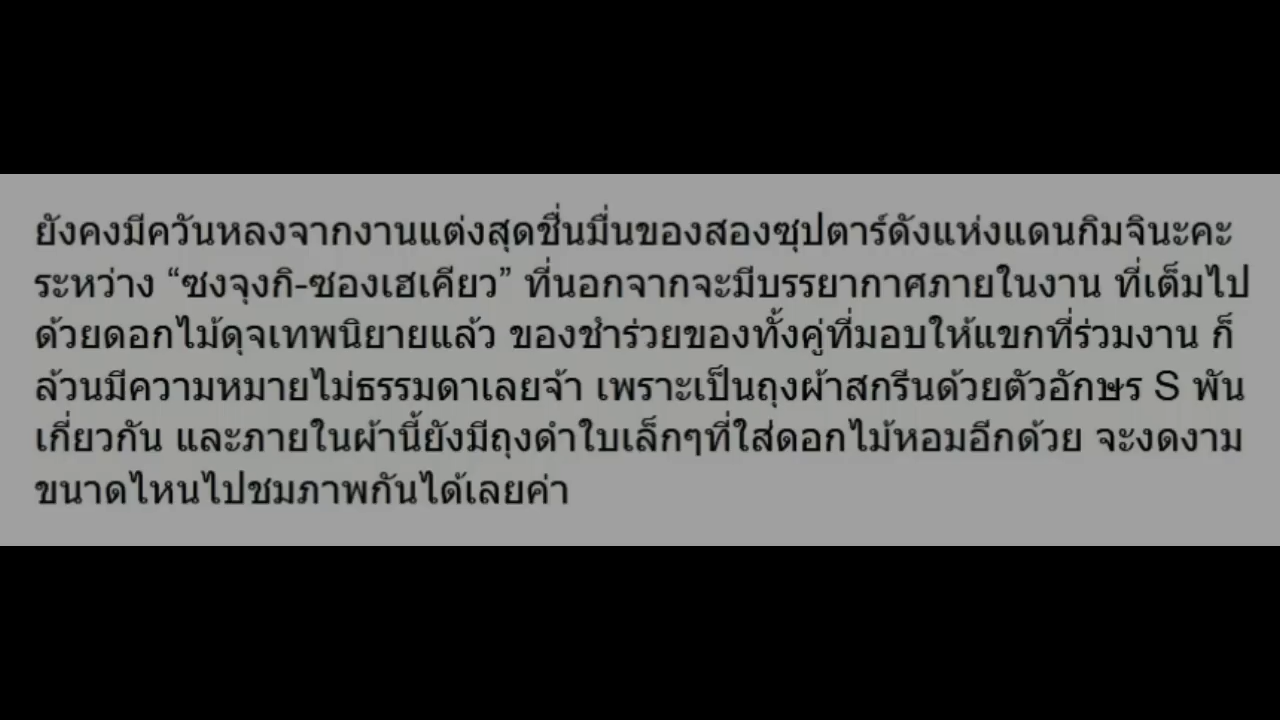 ยังคงมีควันหลงจากงานแต่งสุดชื่นมื่นของสองซุปตาร์ดังแห่งแดนกิมจินะคะ
ระหว่าง “ซงจุงกิ-ซองเฮเคียว” ที่นอกจากจะมีบรรยากาศภายในงาน ที่เต็มไป
ด้วยดอกไม้ดุจเทพนิยายแล้ว ของชำร่วยของทั้งคู่ที่มอบให้แขกที่ร่วมงาน ก็
ล้วนมีความหมายไม่ธรรมดาเลยจ้า เพราะเป็นถุงผ้าสกรีนด้วยตัวอักษร S พัน
เกี่ยวกัน และภายในผ้านี้ยังมีถุงดำใบเล็กๆที่ใส่ดอกไม้หอมอีกด้วย จะงดงาม
ขนาดไหนไปชมภาพกันได้เลยค่า